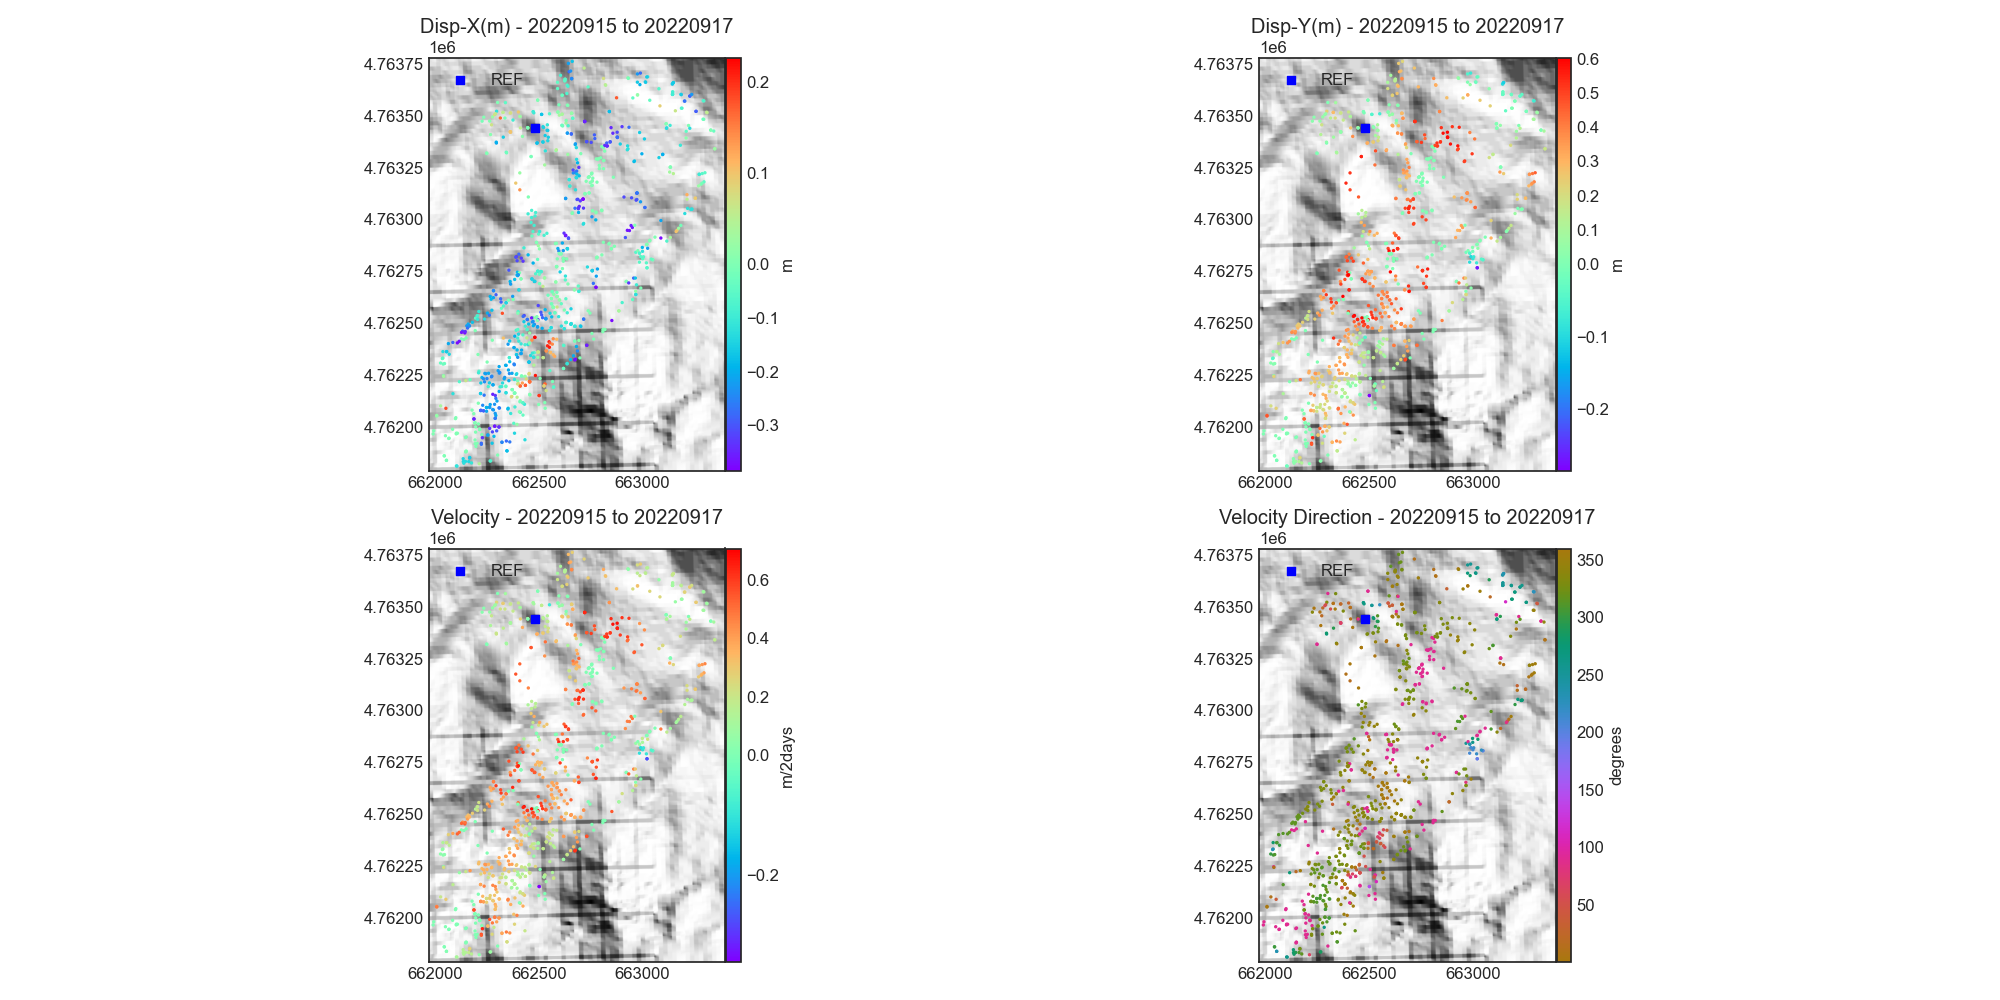 Disp-X(m) - 20220915 to 20220917
1e6
REF
4.76375
4.76350
4.76325
4.76300
4.76275
4.76250
4.76225
4.76200
662000 662500 663000
0.2
0.1
0.0
−0.1
−0.2
−0.3
m
Disp-Y(m) - 20220915 to 20220917
1e6
REF
4.76375
4.76350
4.76325
4.76300
4.76275
4.76250
4.76225
4.76200
662000 662500 663000
0.6
0.5
0.4
0.3
0.2
0.1
0.0
−0.1
−0.2
m
Velocity - 20220915 to 20220917
1e6
REF
4.76375
4.76350
4.76325
4.76300
4.76275
4.76250
4.76225
4.76200
662000 662500 663000
0.6
0.4
0.2
0.0
−0.2
m/2days
Velocity Direction - 20220915 to 20220917
1e6
REF
4.76375
4.76350
4.76325
4.76300
4.76275
4.76250
4.76225
4.76200
662000 662500 663000
350
300
250
200
150
100
50
degrees